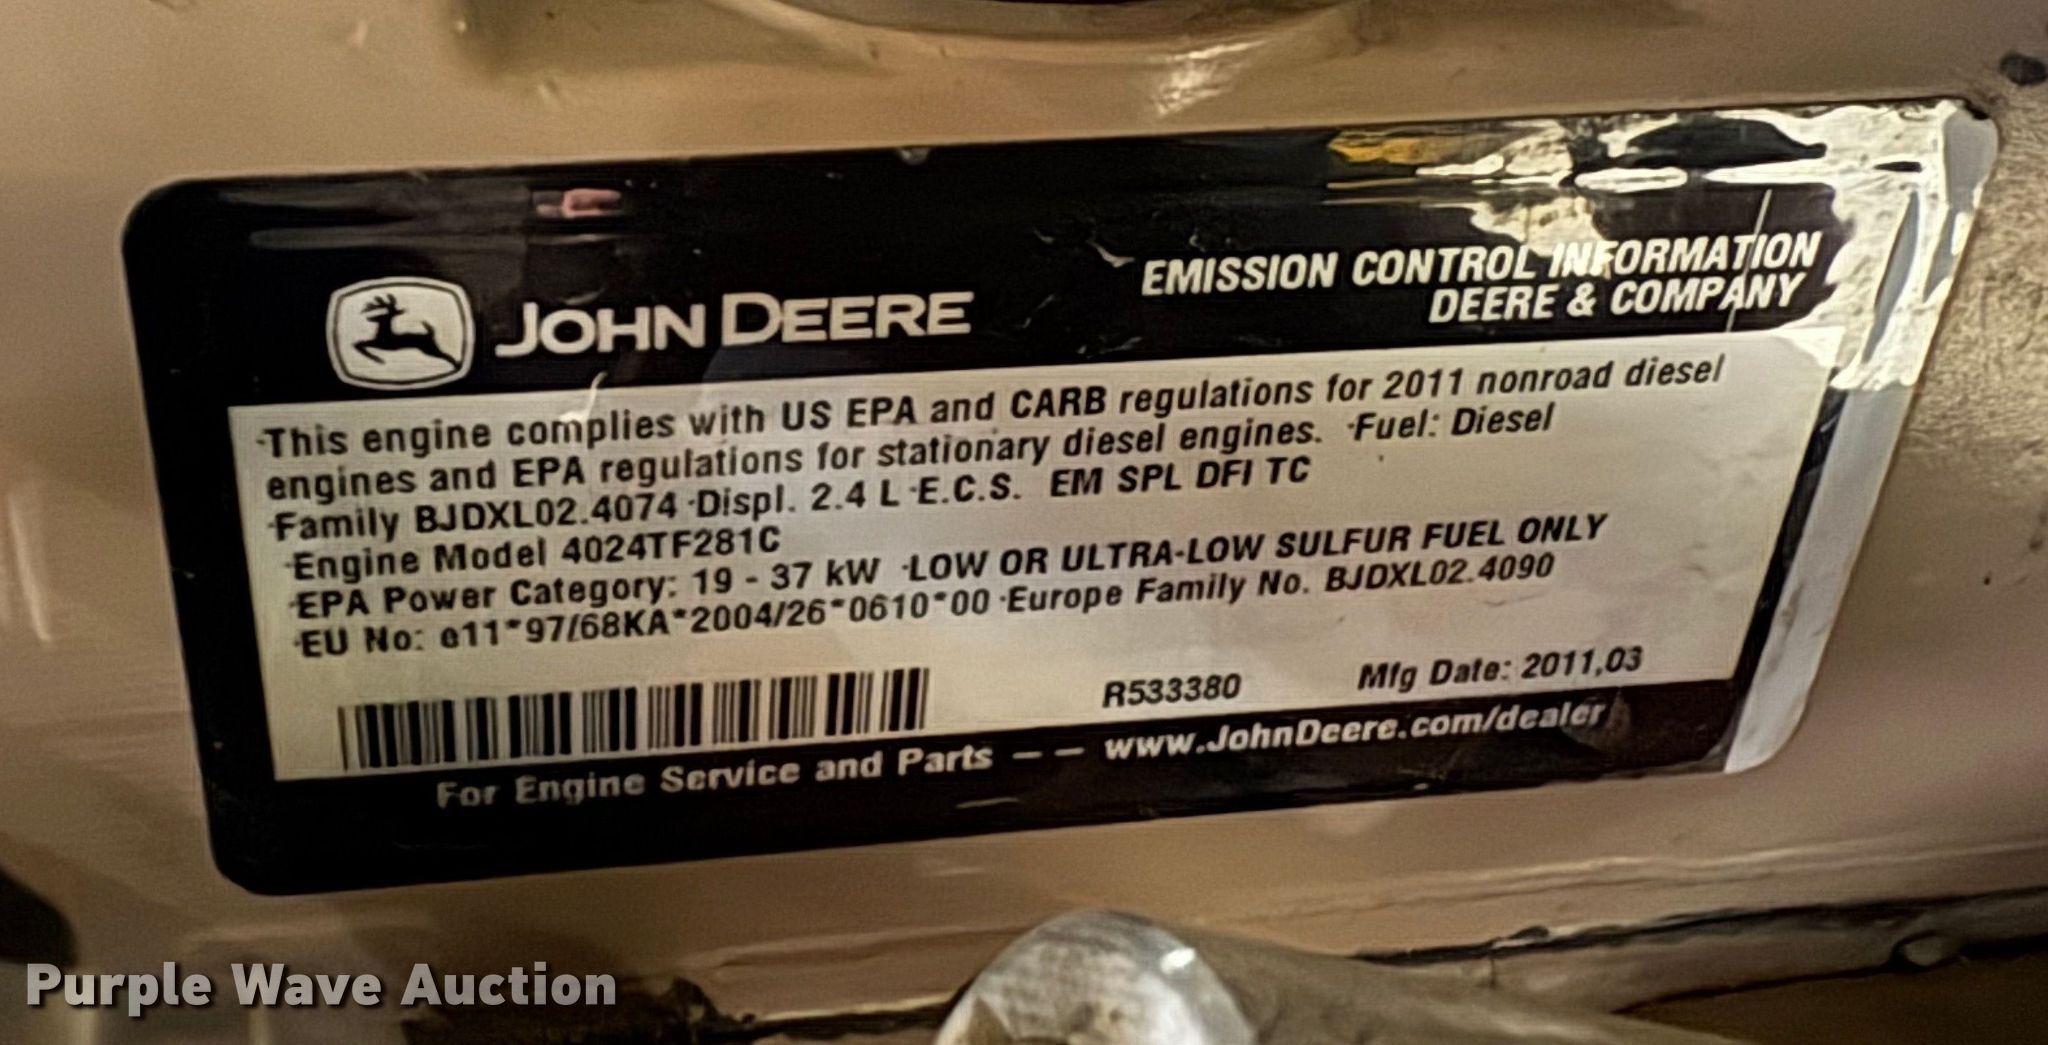 JOHN DEERE
EMISSION CONTROL INFORMATION
DEERE & COMPANY
·This engine complies with US EPA and CARB regulations for 2011 nonroad diesel
engines and EPA regulations for stationary diesel engines. ·Fuel: Diesel
·Family BJDXL02.4074 ·Displ. 2.4 L ·E.C.S. EM SPL DFI TC
·Engine Model 4024TF281C
·EPA Power Category: 19 - 37 kW ·LOW OR ULTRA-LOW SULFUR FUEL ONLY
·EU No: e11*97/68KA*2004/26*0610*00 ·Europe Family No. BJDXL02.4090
R533380 Mfg Date: 2011,03
For Engine Service and Parts – – www.JohnDeere.com/dealer
Purple Wave Auction